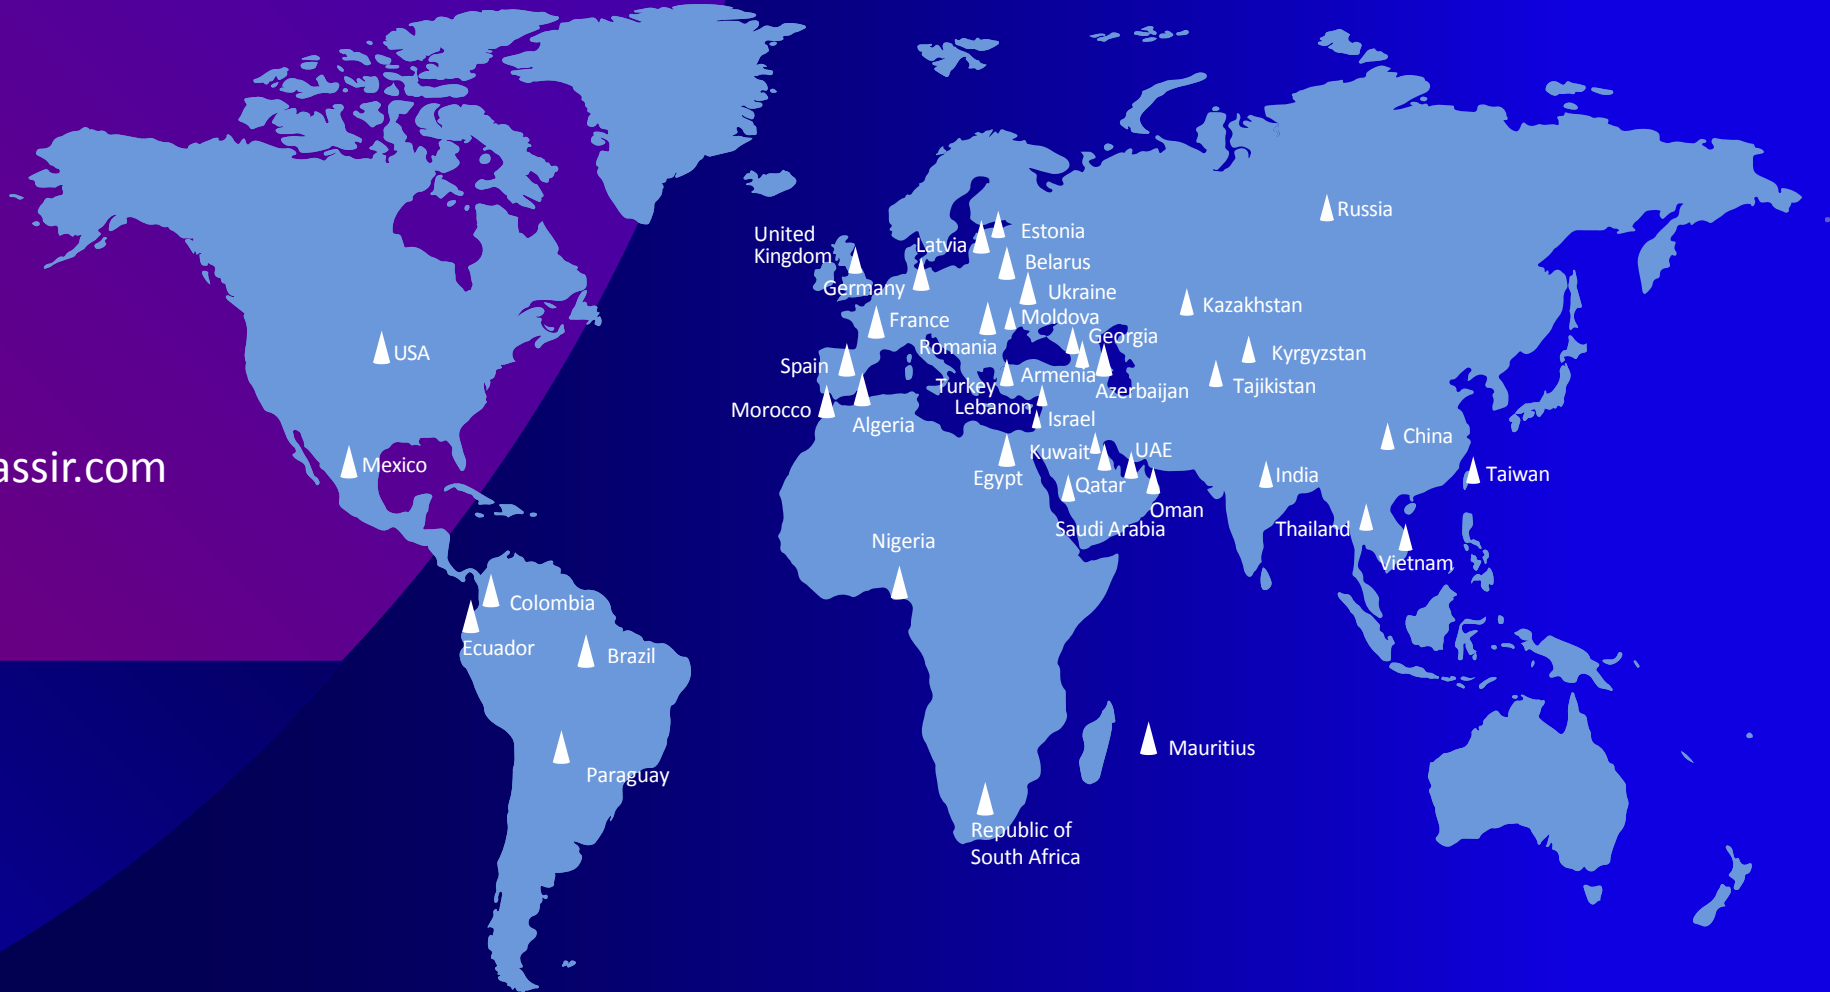 Russia
Estonia
United
Kingdom
Latvia
Belarus
Germany
Ukraine
Kazakhstan
France
Moldova
Georgia
Romania
USA
Kyrgyzstan
Spain
Armenia
Turkey
Tajikistan
Azerbaijan
Lebanon
Morocco
Israel
Algeria
China
Kuwait
UAE
Mexico
assir.com
Taiwan
India
Egypt
Qatar
Oman
Saudi Arabia
Thailand
Nigeria
Vietnam
Colombia
Ecuador
Brazil
Mauritius
Paraguay
Republic of
South Africa